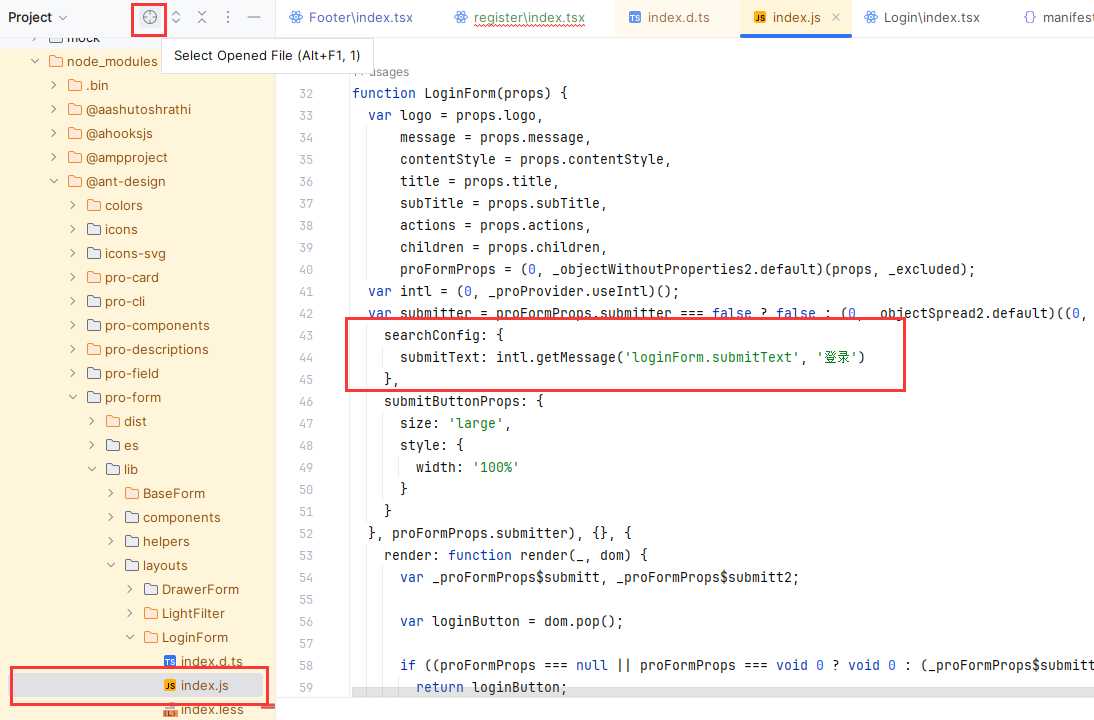 Project
Footer\index.tsx
register\index.tsx
index.d.ts
index.js
Login\index.tsx
manifest
mock
Select Opened File (Alt+F1, 1)
node_modules
.bin
@aashutoshrathi
@ahooksjs
@ampproject
@ant-design
colors
icons
icons-svg
pro-card
pro-cli
pro-components
pro-descriptions
pro-field
pro-form
dist
es
lib
BaseForm
components
helpers
layouts
DrawerForm
LightFilter
LoginForm
TS index.d.ts
JS index.js
{L} index.less
usages
32 function LoginForm(props) {
33 var logo = props.logo,
34 message = props.message,
35 contentStyle = props.contentStyle,
36 title = props.title,
37 subTitle = props.subTitle,
38 actions = props.actions,
39 children = props.children,
40 proFormProps = (0, _objectWithoutProperties2.default)(props, _excluded);
41 var intl = (0, _proProvider.useIntl)();
42 var submitter = proFormProps.submitter === false ? false : (0, _objectSpread2.default)((0,
43 searchConfig: {
44 submitText: intl.getMessage('loginForm.submitText', '登录')
45 },
46 submitButtonProps: {
47 size: 'large',
48 style: {
49 width: '100%'
50 }
51 }
52 }, proFormProps.submitter), {}, {
53 render: function render(_, dom) {
54 var _proFormProps$submitt, _proFormProps$submitt2;
55
56 var loginButton = dom.pop();
57
58 if ((proFormProps === null || proFormProps === void 0 ? void 0 : (_proFormProps$submitt
59 return loginButton;